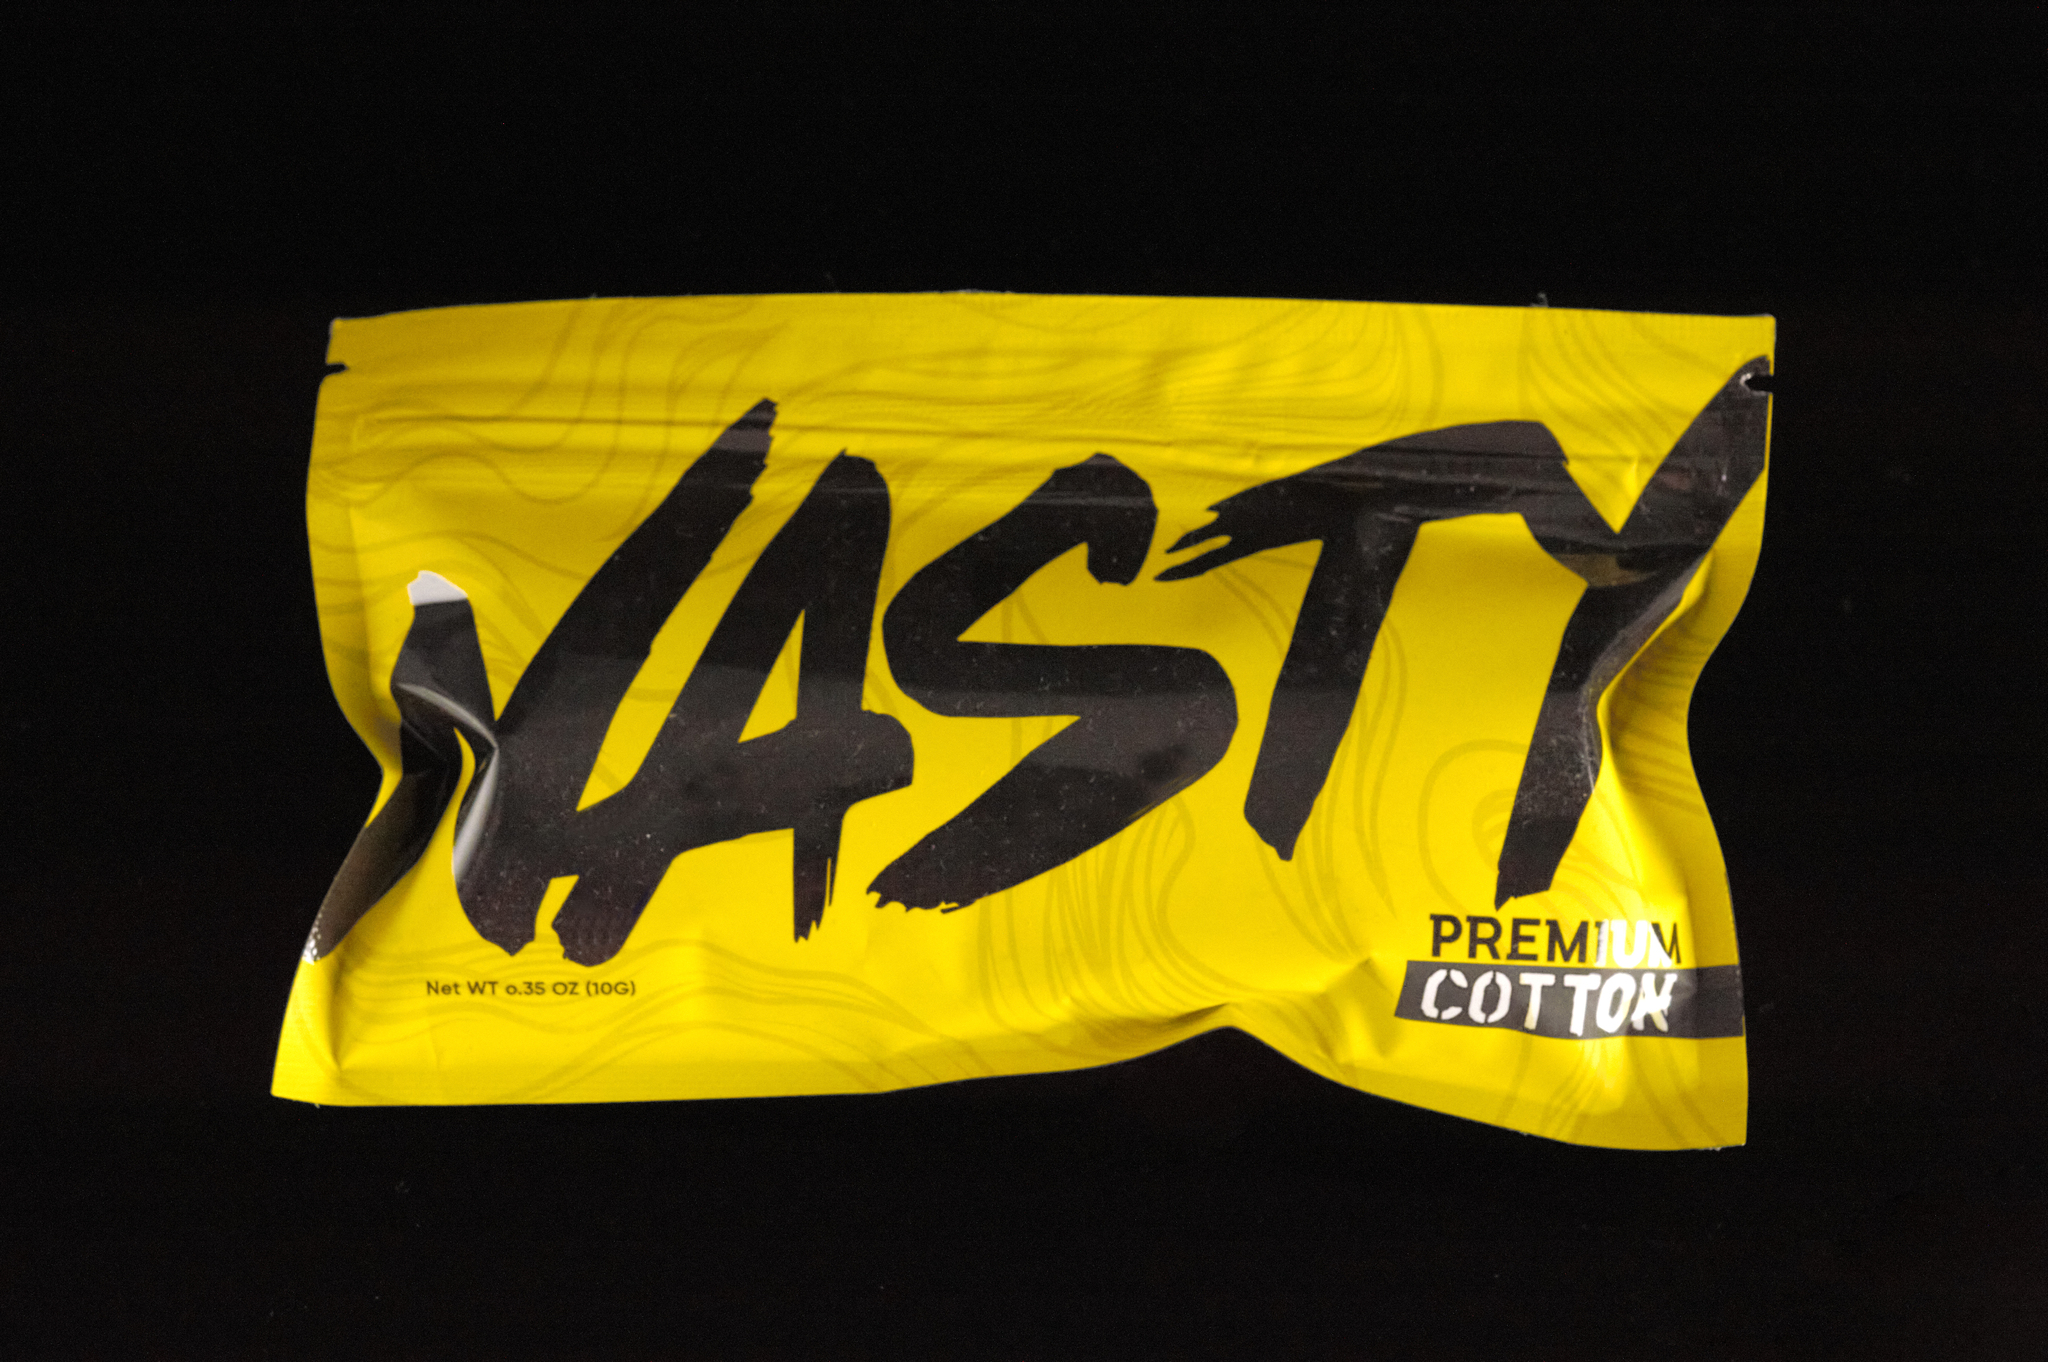 NASTY
PREMIUM
COTTON
Net WT 0.35 OZ (10G)